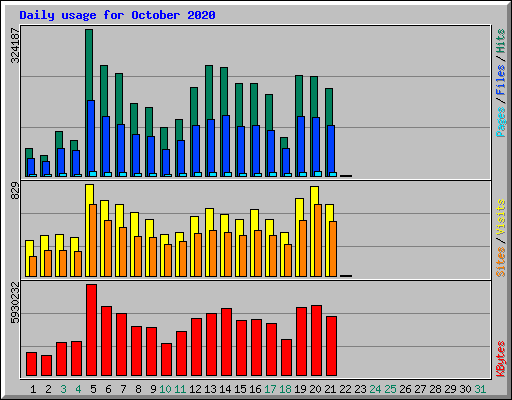 Daily usage for October 2020
324187
Pages / Files / Hits
829
Sites / Visits
5930232
KBytes
1 2 3 4 5 6 7 8 9 10 11 12 13 14 15 16 17 18 19 20 21 22 23 24 25 26 27 28 29 30 31